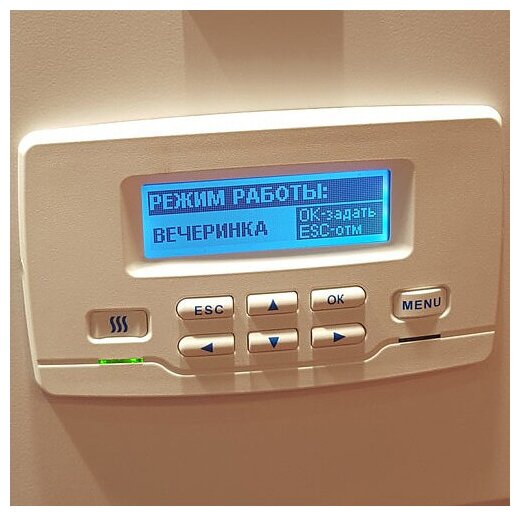 РЕЖИМ РАБОТЫ:
ВЕЧЕРИНКА
OK-задать
ESC-отм
ESC
OK
MENU